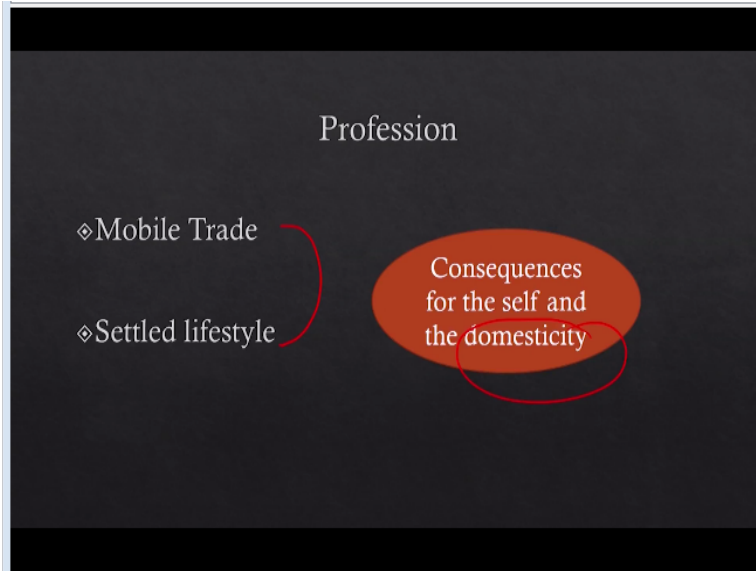 Profession
Mobile Trade
Settled lifestyle
Consequences
for the self and
the domesticity